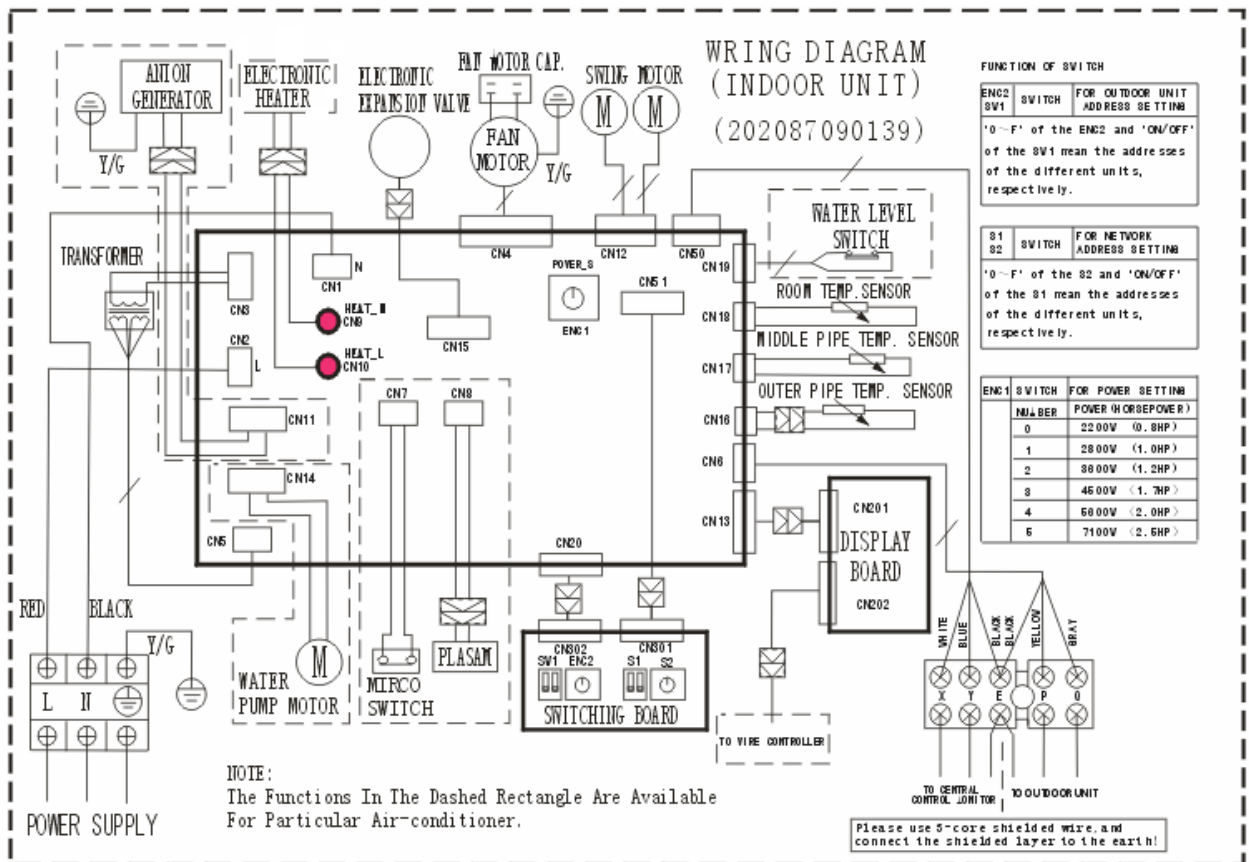 WRING DIAGRAM
(INDOOR UNIT)
(202087090139)
ANION
GENERATOR
Y/G
ELECTRONIC
HEATER
ELECTRONIC
EXPANSION VALVE
FAN MOTOR CAP.
FAN
MOTOR
Y/G
SWING MOTOR
M
M
TRANSFORMER
CN3
CN2
L
CN1
N
HEAT_N
CN9
HEAT_L
CN10
CN15
CN4
CN12
CN50
POWER_S
ENC1
CN51
CN19
CN18
CN17
CN16
CN6
CN13
CN11
CN14
CN5
CN7
CN8
CN20
WATER LEVEL
SWITCH
ROOM TEMP.SENSOR
MIDDLE PIPE TEMP. SENSOR
OUTER PIPE TEMP. SENSOR
CN201
DISPLAY
BOARD
CN202
RED
BLACK
Y/G
L
N
POWER SUPPLY
WATER
PUMP MOTOR
M
MIRCO
SWITCH
PLASAM
CN302
CN301
SW1
ENC2
S1
S2
SWITCHING BOARD
TO WIRE CONTROLLER
WHITE
BLUE
BLACK
BLACK
YELLOW
GRAY
X
Y
E
P
Q
TO CENTRAL
CONTROL MONITOR
TO OUTDOOR UNIT
Please use 5-core shielded wire,and
connect the shielded layer to the earth!
NOTE:
The Functions In The Dashed Rectangle Are Available
For Particular Air-conditioner.
FUNCTION OF SWITCH
ENC2
SW1
SWITCH
FOR OUTDOOR UNIT
ADDRESS SETTING
'0~F' of the ENC2 and 'ON/OFF'
of the SW1 mean the addresses
of the different units,
respectively.
S1
S2
SWITCH
FOR NETWORK
ADDRESS SETTING
'0~F' of the S2 and 'ON/OFF'
of the S1 mean the addresses
of the different units,
respectively.
ENC1 SWITCH FOR POWER SETTING
NUMBER POWER(HORSEPOWER)
0 2200W (0.8HP)
1 2800W (1.0HP)
2 3600W (1.2HP)
3 4500W (1.7HP)
4 5600W (2.0HP)
5 7100W (2.5HP)